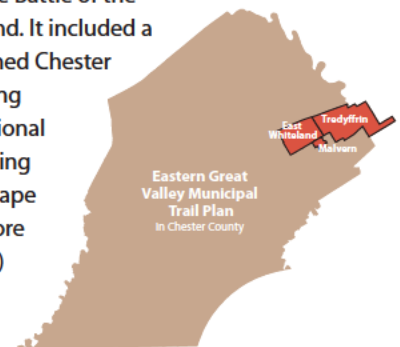 e Battle of the
nd. It included a
ned Chester
ng
ional
ing
ape
ore
)
East
Whiteland
Tredyffrin
Malvern
Eastern Great
Valley Municipal
Trail Plan
in Chester County